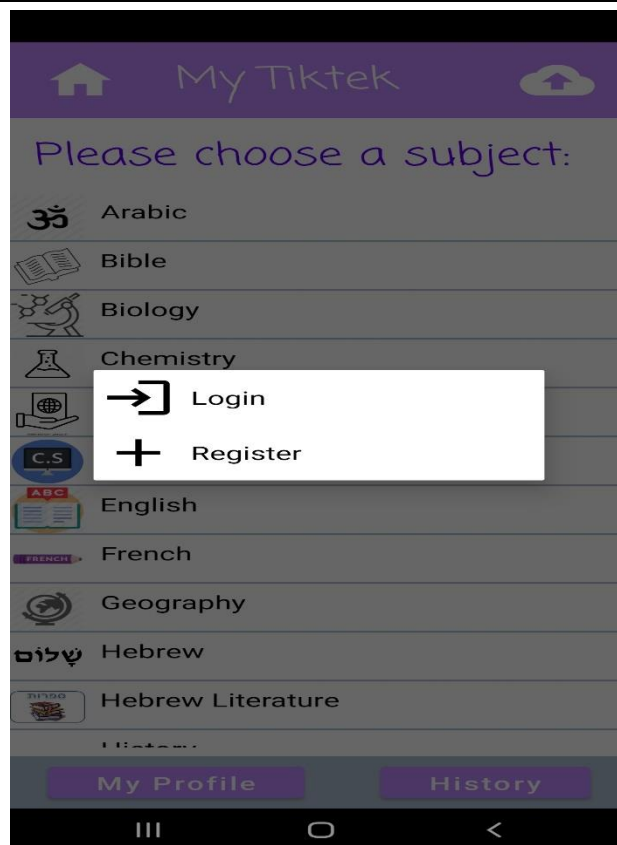 My Tiktek
Please choose a subject:
ॐ Arabic
Bible
Biology
Chemistry
Login
Register
C.S
ABC
English
FRENCH French
Geography
שָׁלוֹם Hebrew
ספרות
Hebrew Literature
History
My Profile History